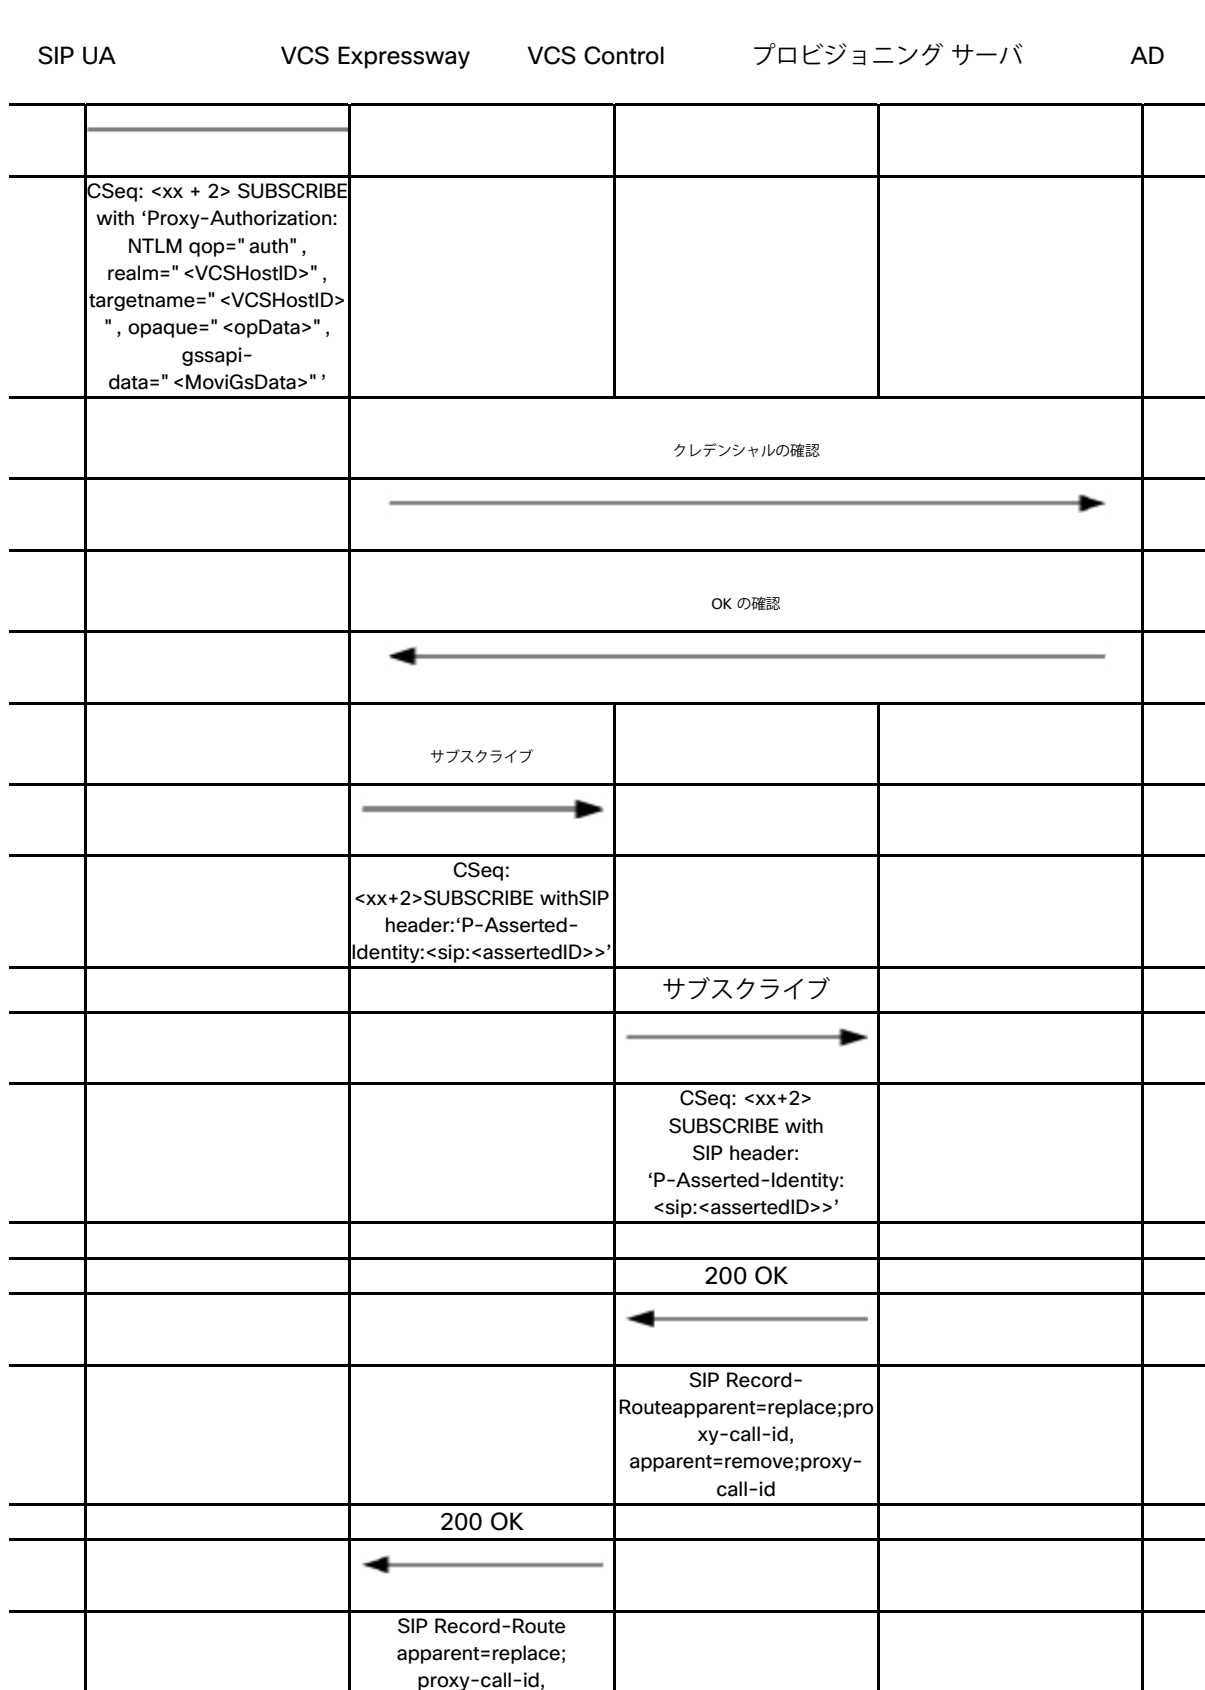 SIP UA VCS Expressway VCS Control プロビジョニング サーバ AD
CSeq: <xx + 2> SUBSCRIBE
with ‘Proxy-Authorization:
NTLM qop="auth",
realm="<VCSHostID>",
targetname="<VCSHostID>
", opaque="<opData>",
gssapi-
data="<MoviGsData>"’
クレデンシャルの確認
OK の確認
サブスクライブ
CSeq:
<xx+2>SUBSCRIBE withSIP
header:‘P-Asserted-
Identity:<sip:<assertedID>>’
サブスクライブ
CSeq: <xx+2>
SUBSCRIBE with
SIP header:
‘P-Asserted-Identity:
<sip:<assertedID>>’
200 OK
SIP Record-
Routeapparent=replace;pro
xy-call-id,
apparent=remove;proxy-
call-id
200 OK
SIP Record-Route
apparent=replace;
proxy-call-id,